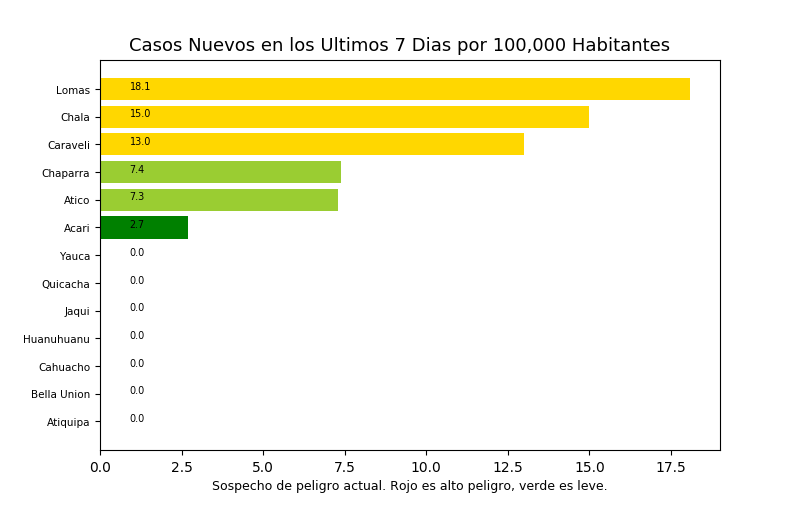 Casos Nuevos en los Ultimos 7 Dias por 100,000 Habitantes
Lomas 18.1
Chala 15.0
Caraveli 13.0
Chaparra 7.4
Atico 7.3
Acari 2.7
Yauca 0.0
Quicacha 0.0
Jaqui 0.0
Huanuhuanu 0.0
Cahuacho 0.0
Bella Union 0.0
Atiquipa 0.0
0.0 2.5 5.0 7.5 10.0 12.5 15.0 17.5
Sospecho de peligro actual. Rojo es alto peligro, verde es leve.